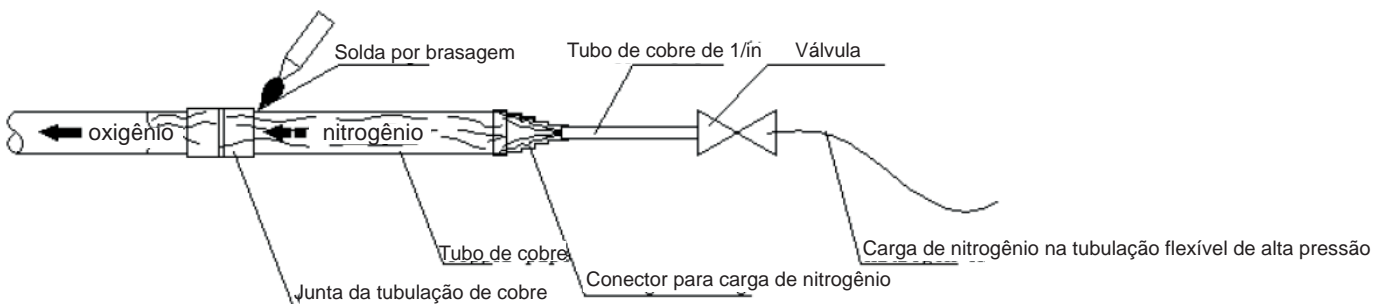 Solda por brasagem
Tubo de cobre de 1/in
Válvula
oxigênio
nitrogênio
Tubo de cobre
Carga de nitrogênio na tubulação flexível de alta pressão
Conector para carga de nitrogênio
Junta da tubulação de cobre